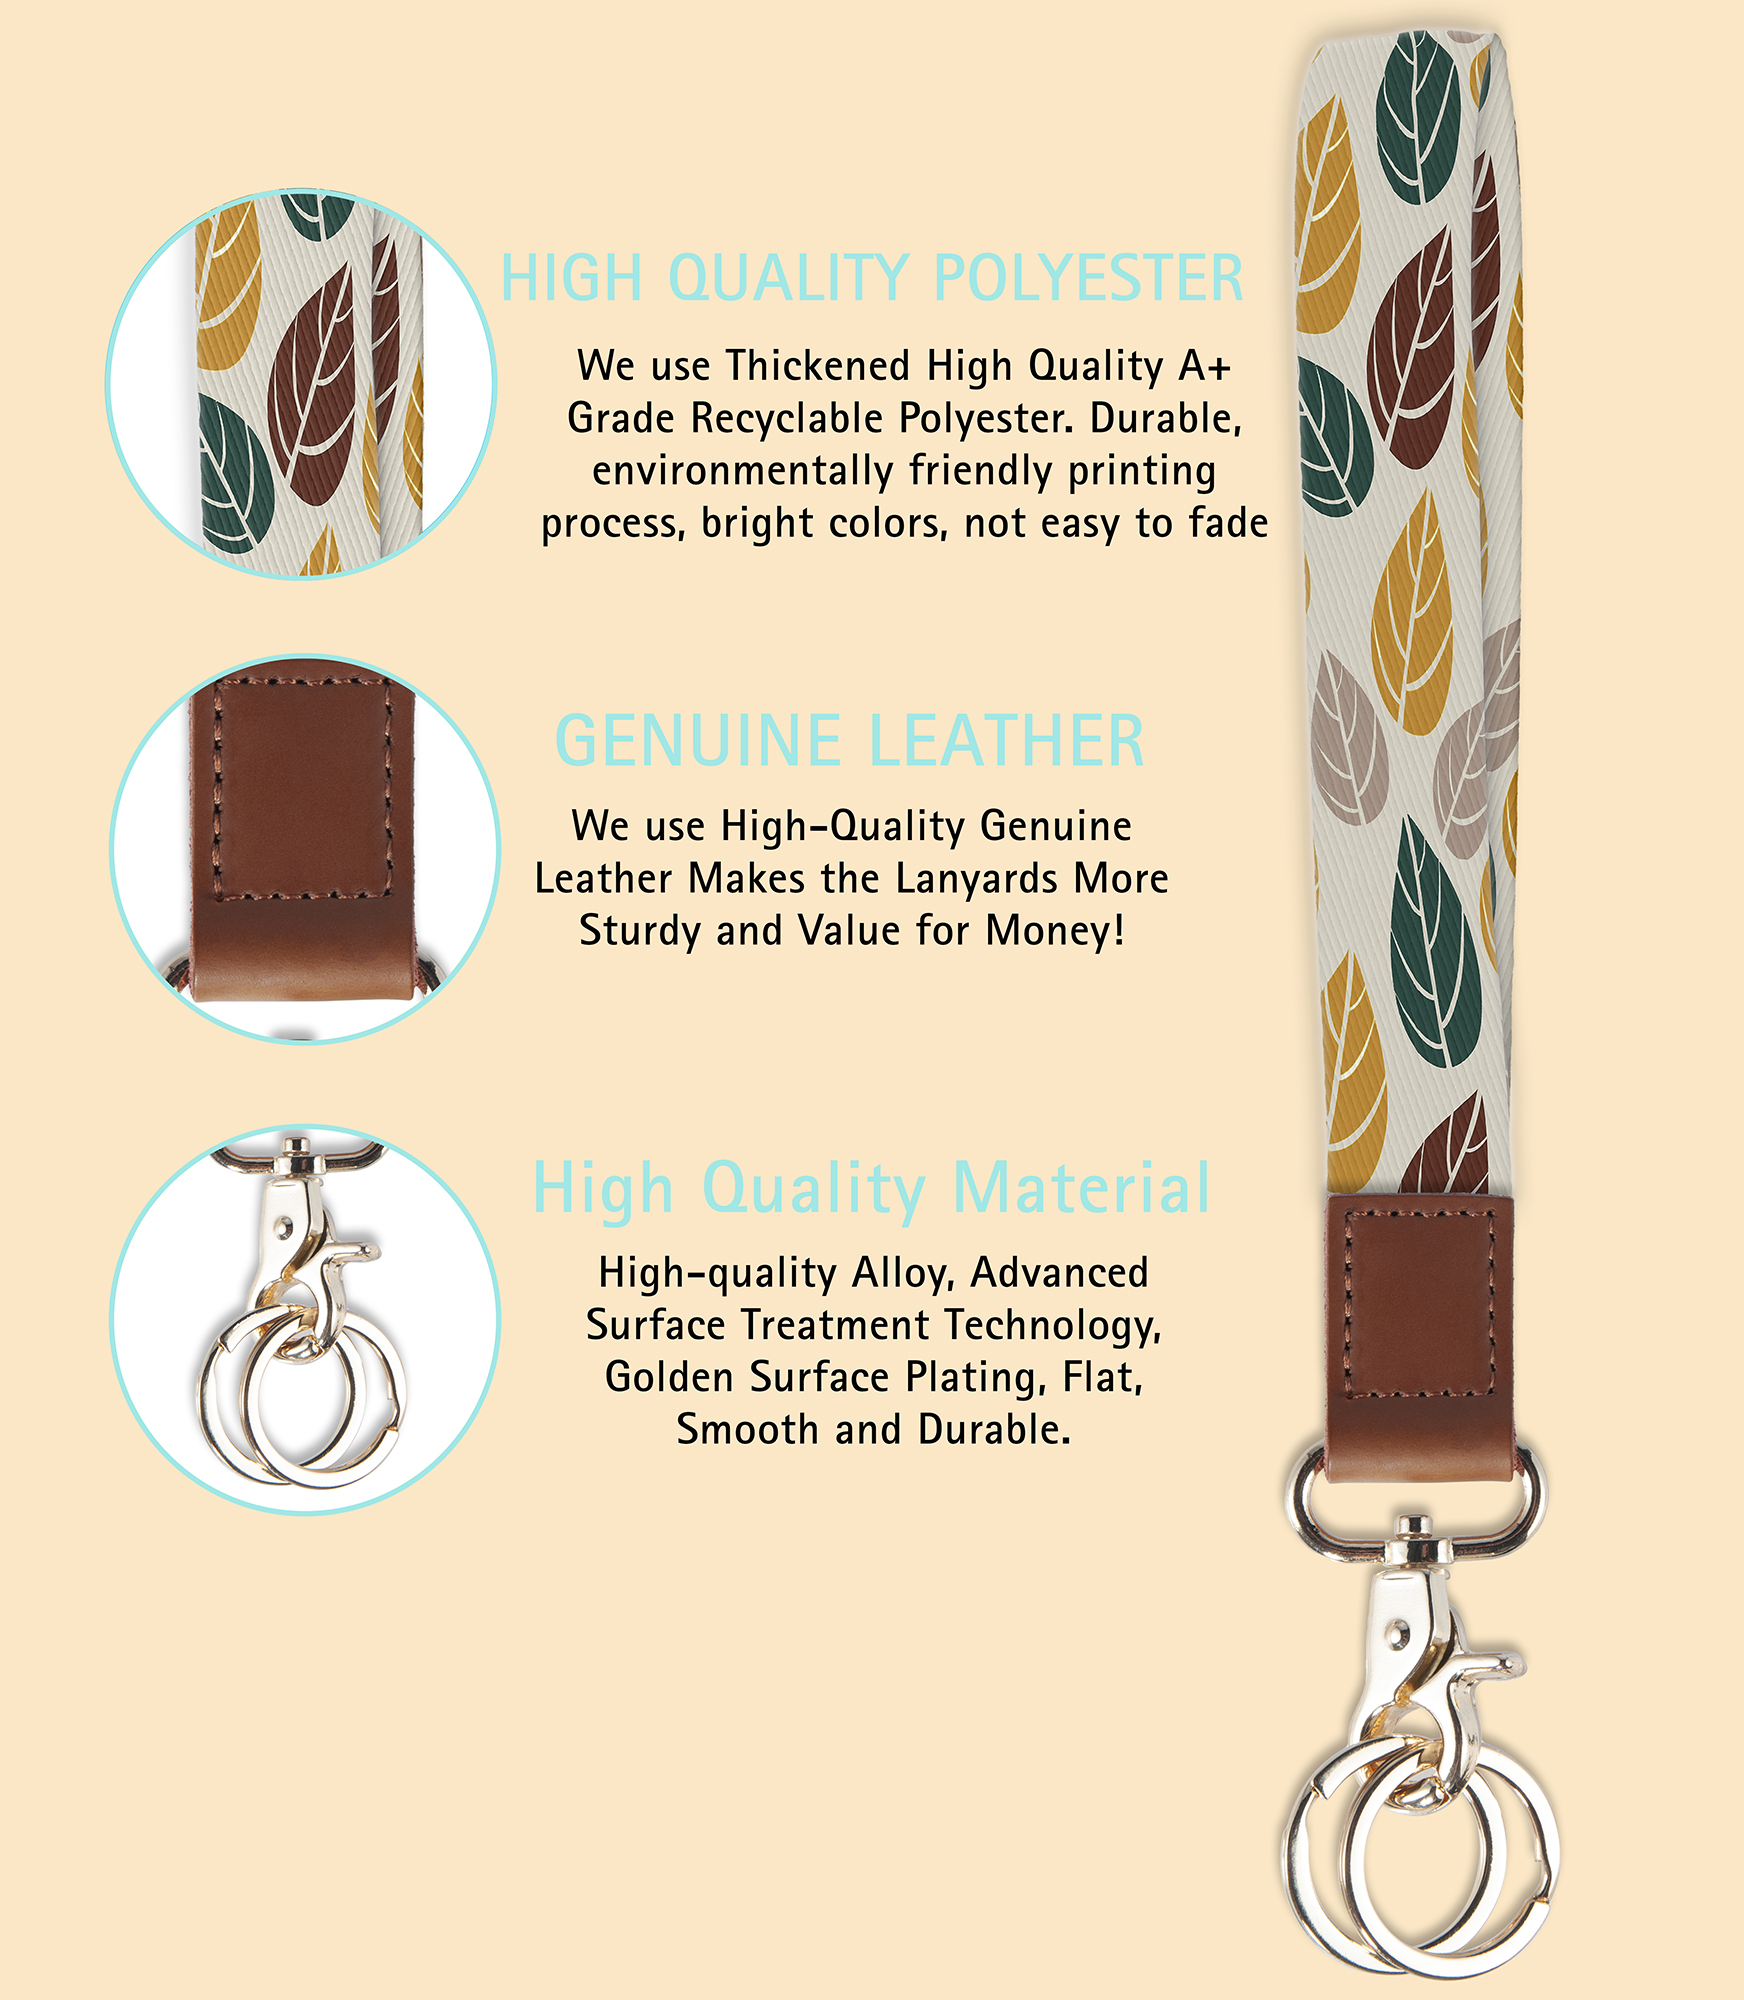 HIGH QUALITY POLYESTER
We use Thickened High Quality A+
Grade Recyclable Polyester. Durable,
environmentally friendly printing
process, bright colors, not easy to fade
GENUINE LEATHER
We use High-Quality Genuine
Leather Makes the Lanyards More
Sturdy and Value for Money!
High Quality Material
High-quality Alloy, Advanced
Surface Treatment Technology,
Golden Surface Plating, Flat,
Smooth and Durable.